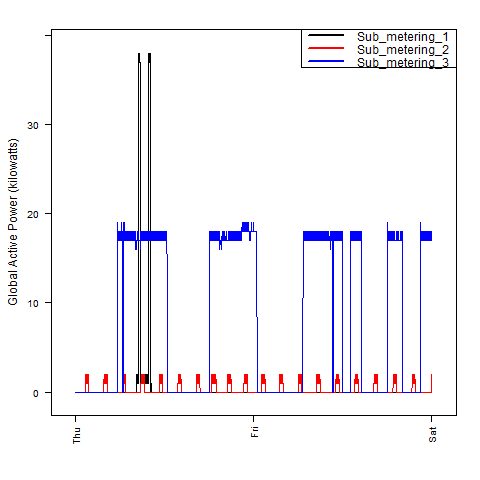 Sub_metering_1
Sub_metering_2
Sub_metering_3
Global Active Power (kilowatts)
30
20
10
0
Thu
Fri
Sat